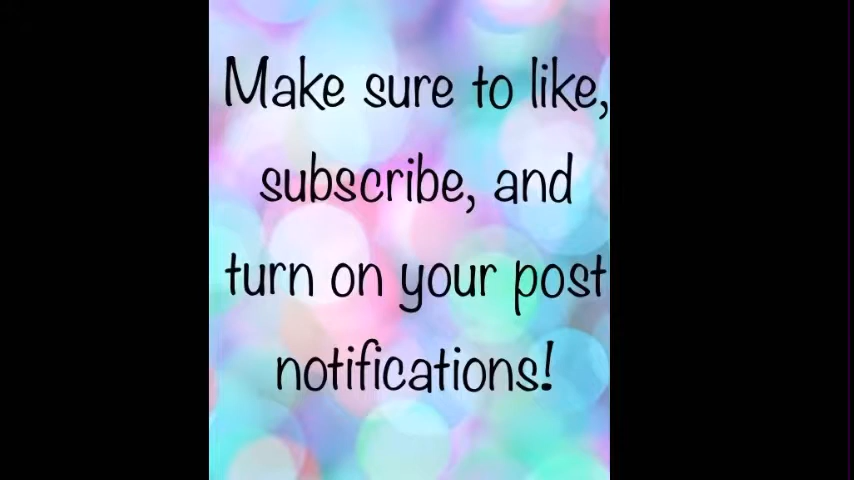 Make sure to like,
subscribe, and
turn on your post
notifications!